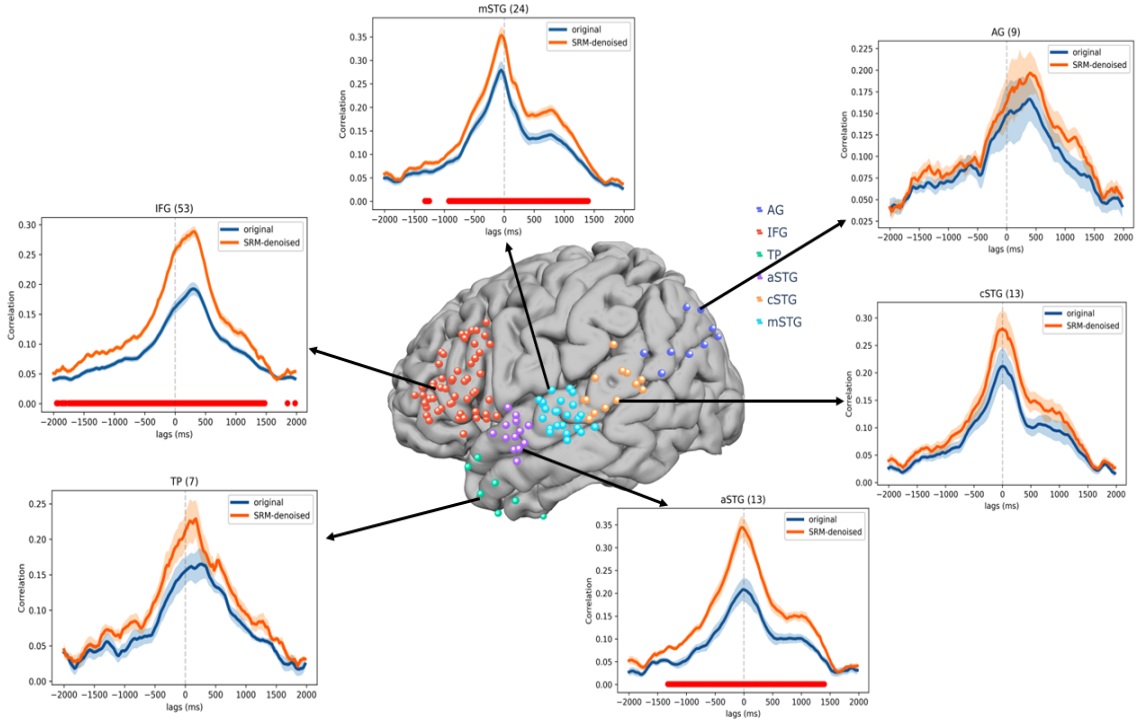 mSTG (24)
original
SRM-denoised
0.35
0.30
0.25
0.20
0.15
0.10
0.05
0.00
Correlation
−2000 −1500 −1000 −500 0 500 1000 1500 2000
lags (ms)
AG (9)
original
SRM-denoised
0.225
0.200
0.175
0.150
0.125
0.100
0.075
0.050
0.025
Correlation
−2000 −1500 −1000 −500 0 500 1000 1500 2000
lags (ms)
IFG (53)
original
SRM-denoised
0.30
0.25
0.20
0.15
0.10
0.05
0.00
Correlation
−2000 −1500 −1000 −500 0 500 1000 1500 2000
lags (ms)
AG
IFG
TP
aSTG
cSTG
mSTG
cSTG (13)
original
SRM-denoised
0.30
0.25
0.20
0.15
0.10
0.05
0.00
Correlation
−2000 −1500 −1000 −500 0 500 1000 1500 2000
lags (ms)
TP (7)
original
SRM-denoised
0.25
0.20
0.15
0.10
0.05
0.00
Correlation
−2000 −1500 −1000 −500 0 500 1000 1500 2000
lags (ms)
aSTG (13)
original
SRM-denoised
0.35
0.30
0.25
0.20
0.15
0.10
0.05
0.00
Correlation
−2000 −1500 −1000 −500 0 500 1000 1500 2000
lags (ms)